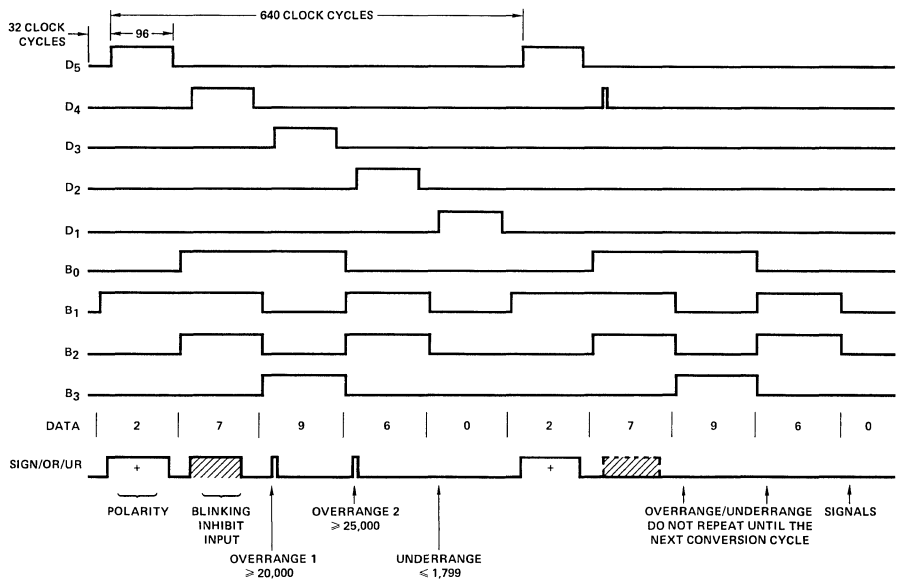 640 CLOCK CYCLES
32 CLOCK
CYCLES
96
D5
D4
D3
D2
D1
B0
B1
B2
B3
DATA 2 7 9 6 0 2 7 9 6 0
SIGN/OR/UR + +
POLARITY
BLINKING
INHIBIT
INPUT
OVERRANGE 1
≥ 20,000
OVERRANGE 2
≥ 25,000
UNDERRANGE
≤ 1,799
OVERRANGE/UNDERRANGE
DO NOT REPEAT UNTIL THE
NEXT CONVERSION CYCLE
SIGNALS